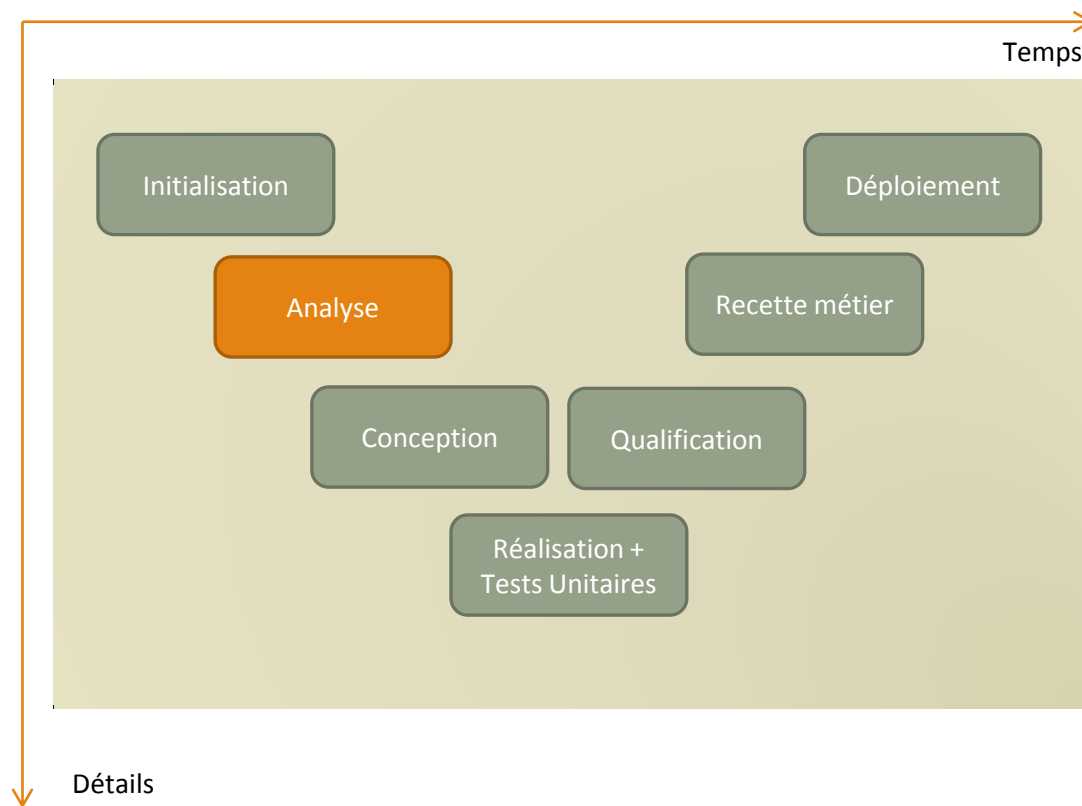 Temps
Initialisation
Déploiement
Analyse
Recette métier
Conception
Qualification
Réalisation +
Tests Unitaires
Détails